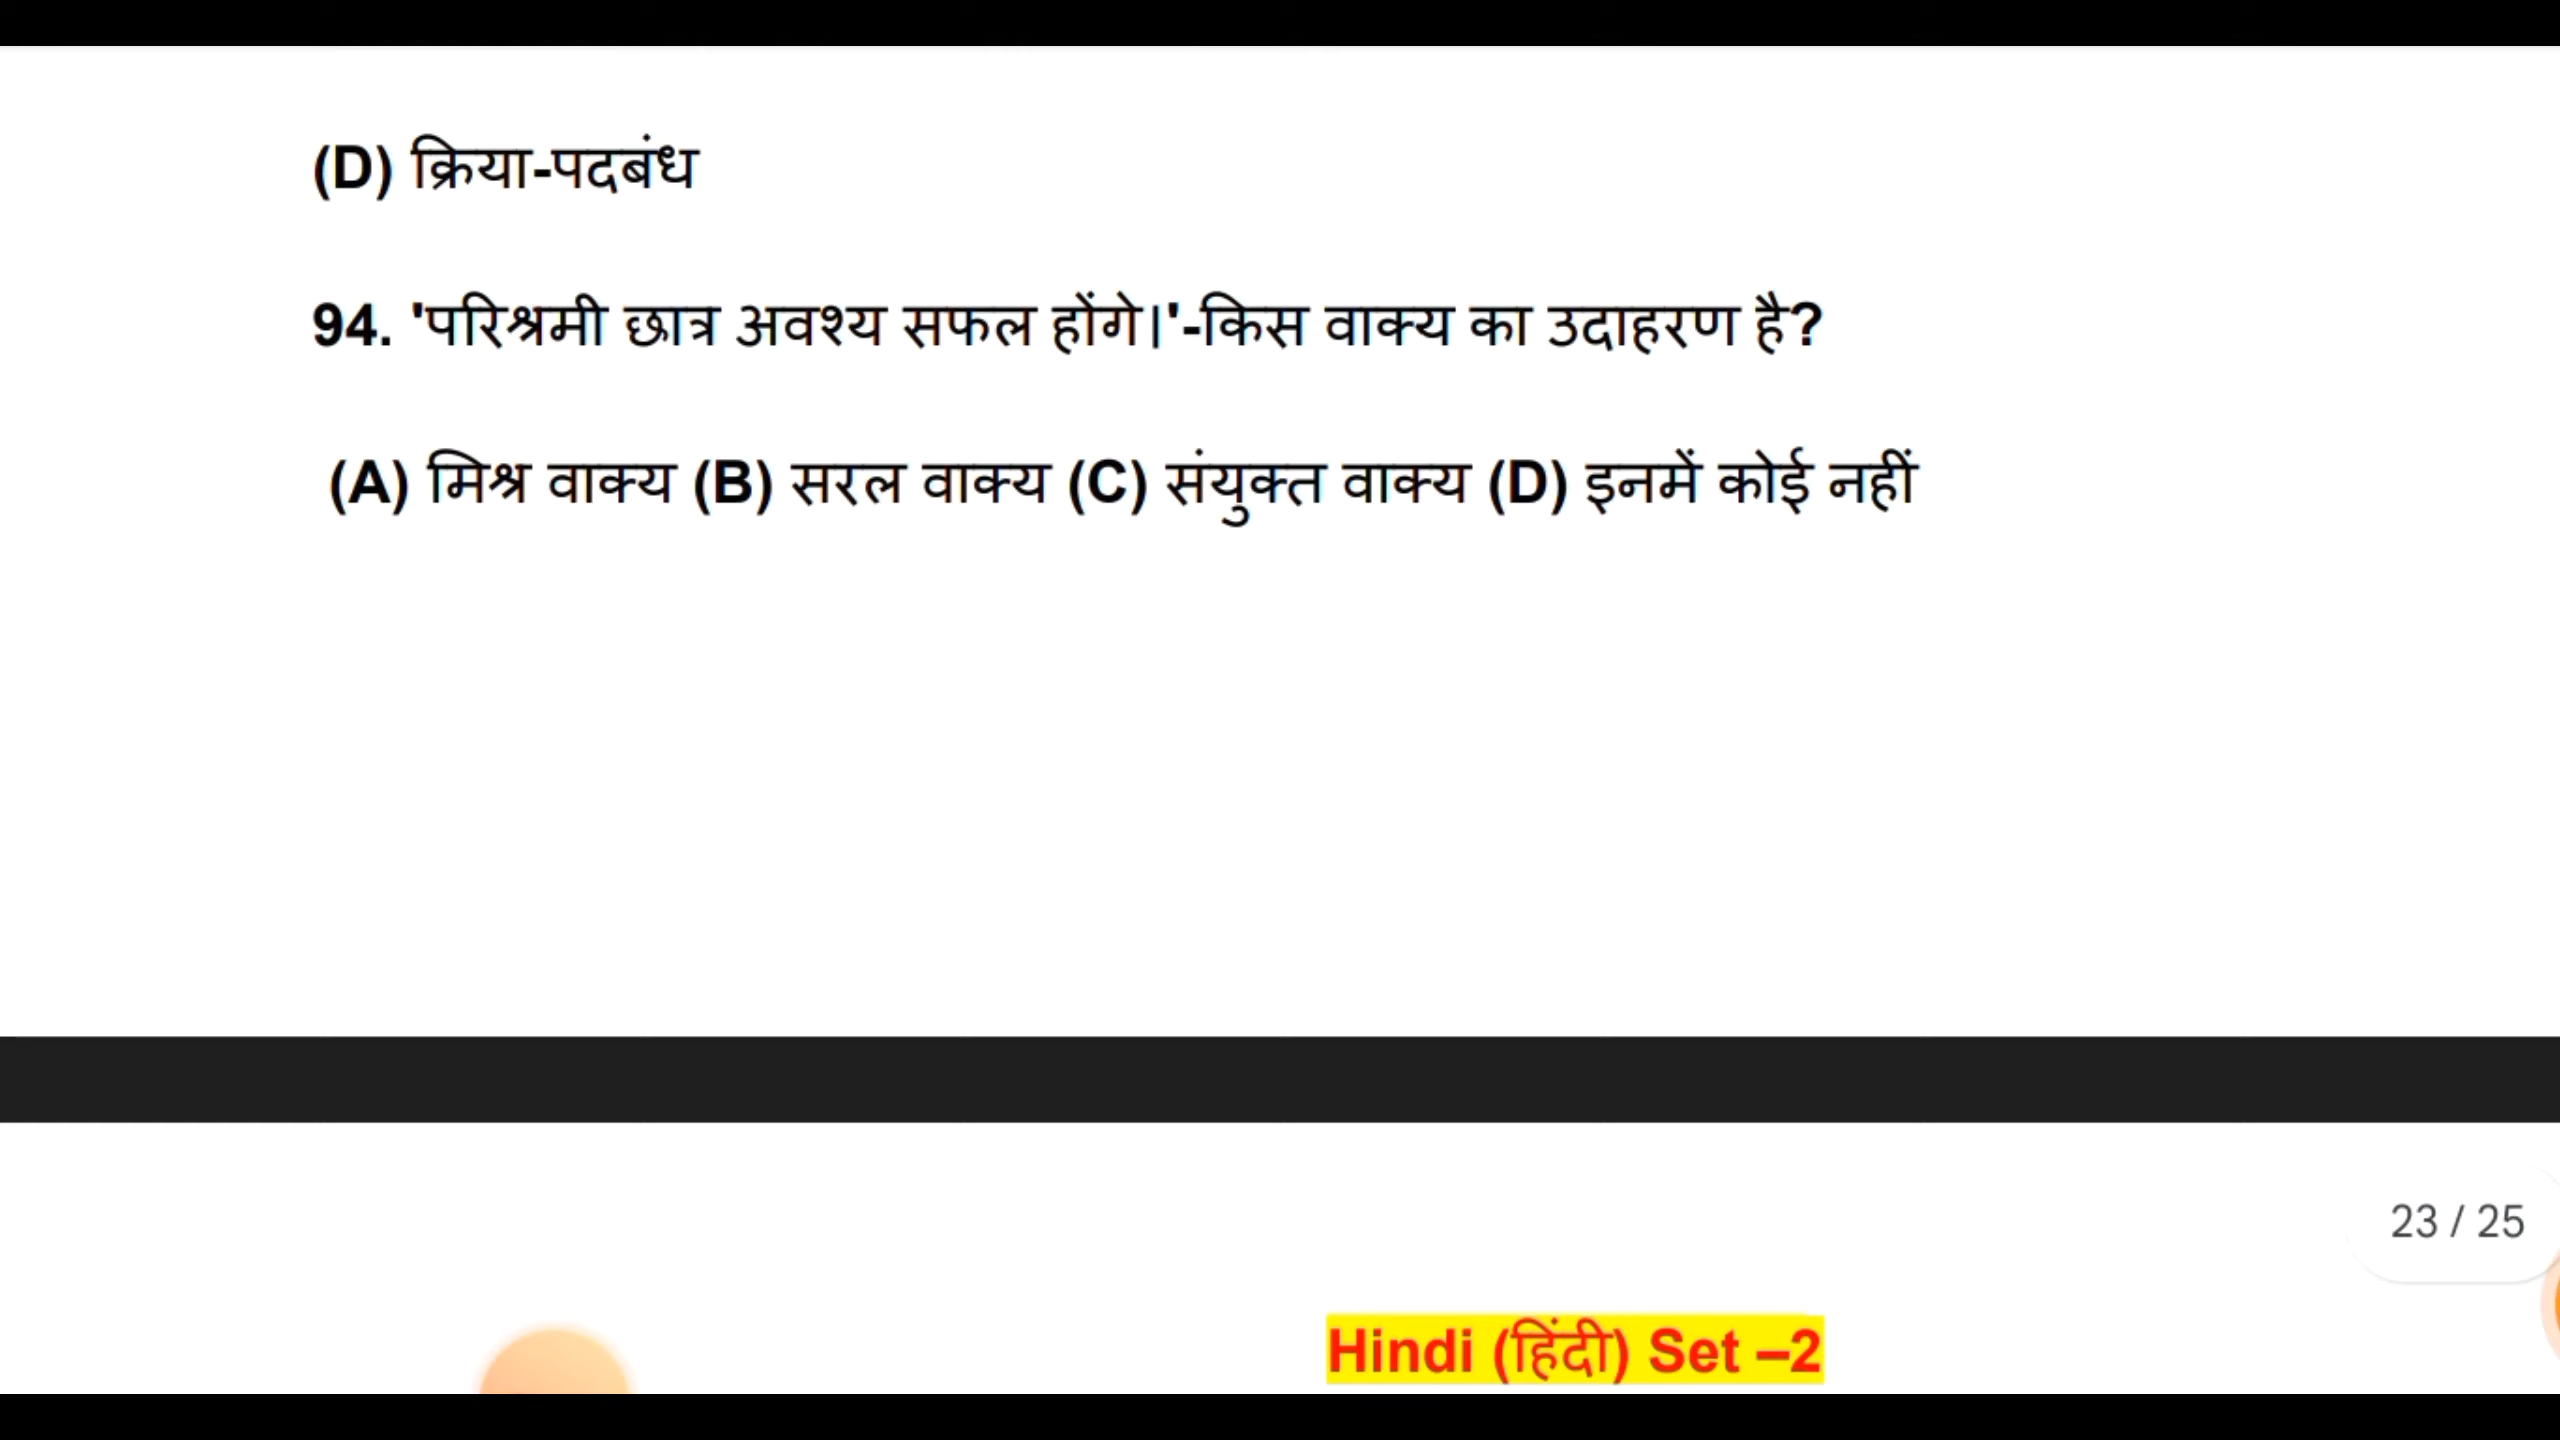 (D) क्रिया-पदबंध
94. 'परिश्रमी छात्र अवश्य सफल होंगे।'-किस वाक्य का उदाहरण है?
(A) मिश्र वाक्य (B) सरल वाक्य (C) संयुक्त वाक्य (D) इनमें कोई नहीं
23 / 25
Hindi (हिंदी) Set –2